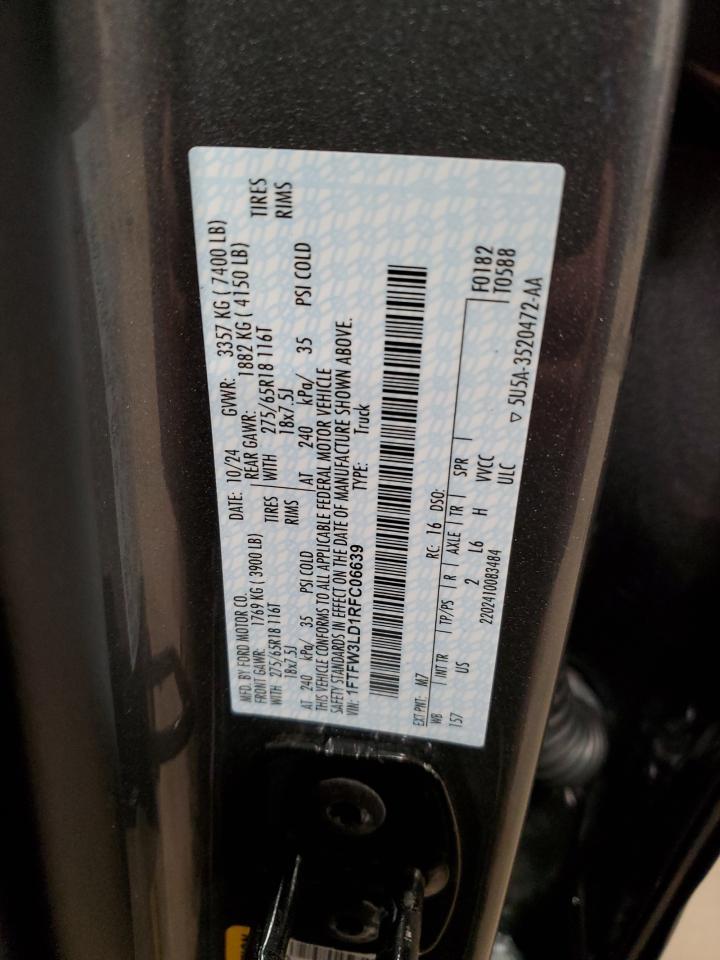 MFD. BY FORD MOTOR CO.
DATE: 10/24 GVWR: 3357 KG ( 7400 LB)
FRONT GAWR: 1769 KG ( 3900 LB) REAR GAWR: 1882 KG ( 4150 LB)
WITH 275/65R18 116T TIRES WITH 275/65R18 116T TIRES
18x7.5J RIMS 18x7.5J RIMS
AT 240 kPa/ 35 PSI COLD AT 240 kPa/ 35 PSI COLD
THIS VEHICLE CONFORMS TO ALL APPLICABLE FEDERAL MOTOR VEHICLE
SAFETY STANDARDS IN EFFECT ON THE DATE OF MANUFACTURE SHOWN ABOVE.
VIN: 1FTFW3LD1RFC06639 TYPE: Truck
EXT PNT: M7 RC: 16 DSO: F0182
WB INT TR TP/PS R AXLE TR SPR T0588
157 US 2 L6 H VVCC
2202410083484 ULC ▽ 5U5A-3520472-AA